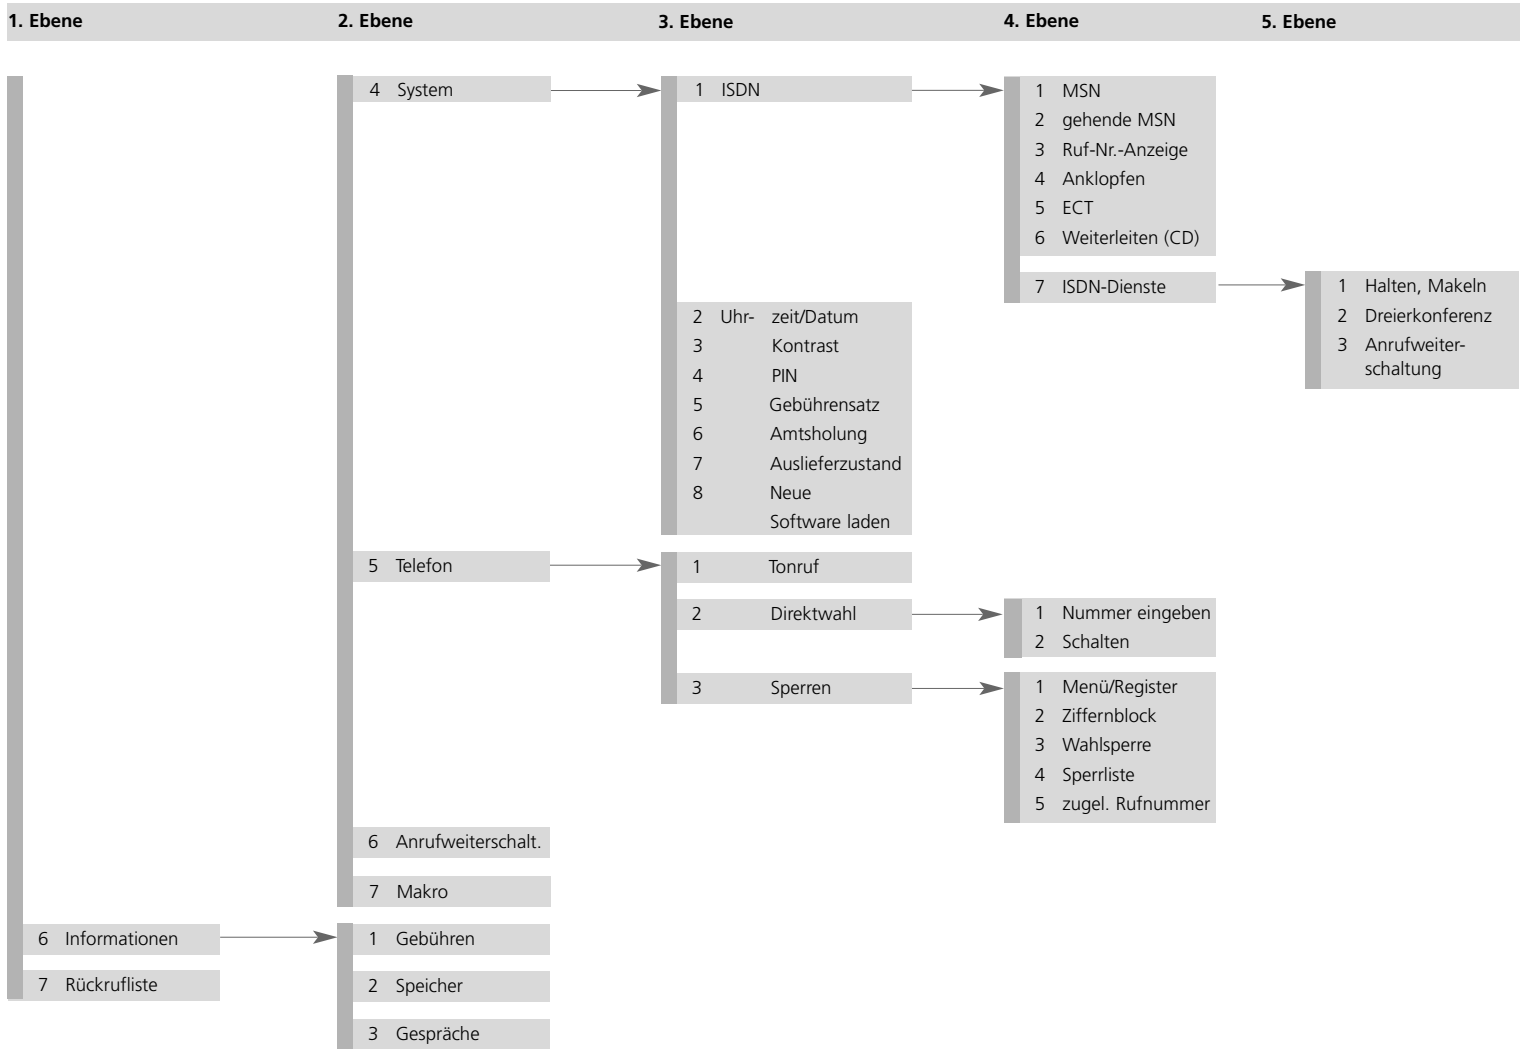 1. Ebene 2. Ebene 3. Ebene 4. Ebene 5. Ebene
4 System
1 ISDN
1 MSN
2 gehende MSN
3 Ruf-Nr.-Anzeige
4 Anklopfen
5 ECT
6 Weiterleiten (CD)
7 ISDN-Dienste
1 Halten, Makeln
2 Dreierkonferenz
3 Anrufweiter-
schaltung
2 Uhr- zeit/Datum
3 Kontrast
4 PIN
5 Gebührensatz
6 Amtsholung
7 Auslieferzustand
8 Neue
Software laden
5 Telefon
1 Tonruf
2 Direktwahl
1 Nummer eingeben
2 Schalten
3 Sperren
1 Menü/Register
2 Ziffernblock
3 Wahlsperre
4 Sperrliste
5 zugel. Rufnummer
6 Anrufweiterschalt.
7 Makro
6 Informationen
1 Gebühren
2 Speicher
3 Gespräche
7 Rückrufliste